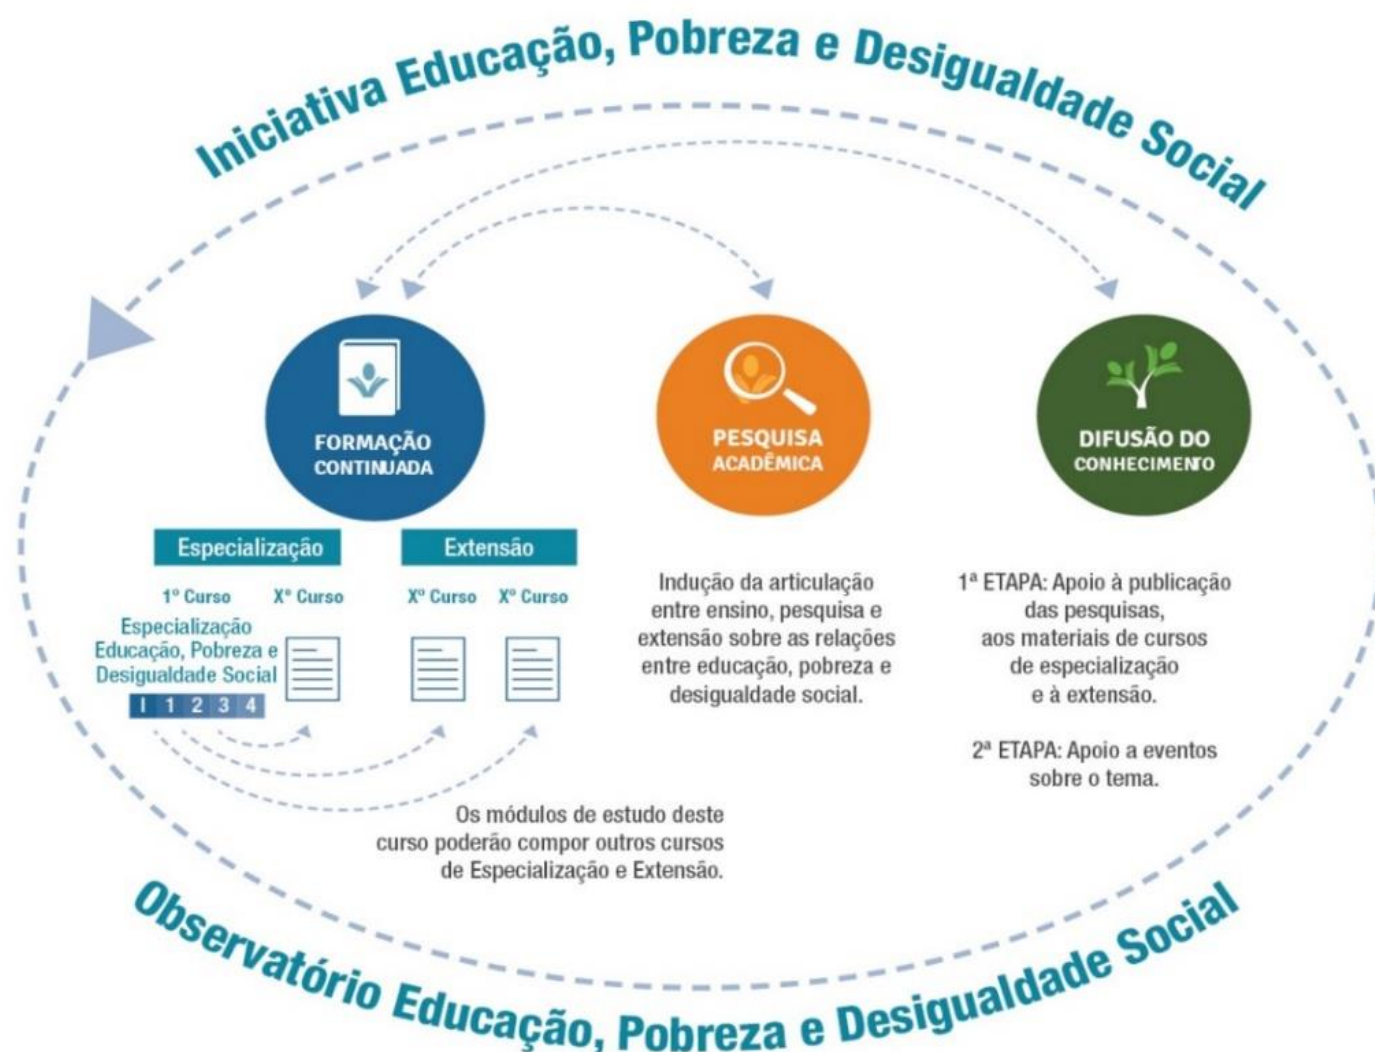 Iniciativa Educação, Pobreza e Desigualdade Social
FORMAÇÃO
CONTINUADA
Especialização
Extensão
1º Curso
Xº Curso
Xº Curso
Xº Curso
Especialização
Educação, Pobreza e
Desigualdade Social
I 1 2 3 4
Os módulos de estudo deste
curso poderão compor outros cursos
de Especialização e Extensão.
PESQUISA
ACADÊMICA
Indução da articulação
entre ensino, pesquisa e
extensão sobre as relações
entre educação, pobreza e
desigualdade social.
DIFUSÃO DO
CONHECIMENTO
1ª ETAPA: Apoio à publicação
das pesquisas,
aos materiais de cursos
de especialização
e à extensão.
2ª ETAPA: Apoio a eventos
sobre o tema.
Observatório Educação, Pobreza e Desigualdade Social